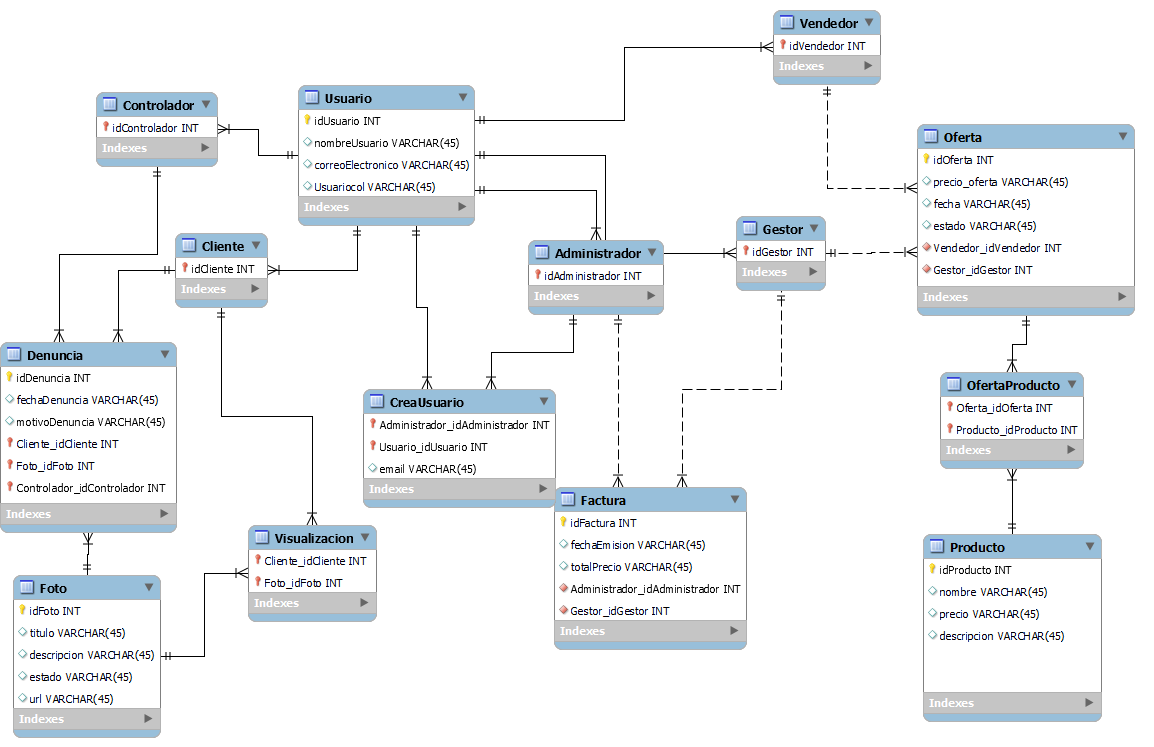 Vendedor
idVendedor INT
Indexes
Controlador
idControlador INT
Indexes
Usuario
idUsuario INT
nombreUsuario VARCHAR(45)
correoElectronico VARCHAR(45)
Usuariocol VARCHAR(45)
Indexes
Oferta
idOferta INT
precio_oferta VARCHAR(45)
fecha VARCHAR(45)
estado VARCHAR(45)
Vendedor_idVendedor INT
Gestor_idGestor INT
Indexes
Cliente
idCliente INT
Indexes
Administrador
idAdministrador INT
Indexes
Gestor
idGestor INT
Indexes
Denuncia
idDenuncia INT
fechaDenuncia VARCHAR(45)
motivoDenuncia VARCHAR(45)
Cliente_idCliente INT
Foto_idFoto INT
Controlador_idControlador INT
Indexes
CreaUsuario
Administrador_idAdministrador INT
Usuario_idUsuario INT
email VARCHAR(45)
Indexes
OfertaProducto
Oferta_idOferta INT
Producto_idProducto INT
Indexes
Factura
idFactura INT
fechaEmision VARCHAR(45)
totalPrecio VARCHAR(45)
Administrador_idAdministrador INT
Gestor_idGestor INT
Indexes
Visualizacion
Cliente_idCliente INT
Foto_idFoto INT
Indexes
Producto
idProducto INT
nombre VARCHAR(45)
precio VARCHAR(45)
descripcion VARCHAR(45)
Indexes
Foto
idFoto INT
titulo VARCHAR(45)
descripcion VARCHAR(45)
estado VARCHAR(45)
url VARCHAR(45)
Indexes